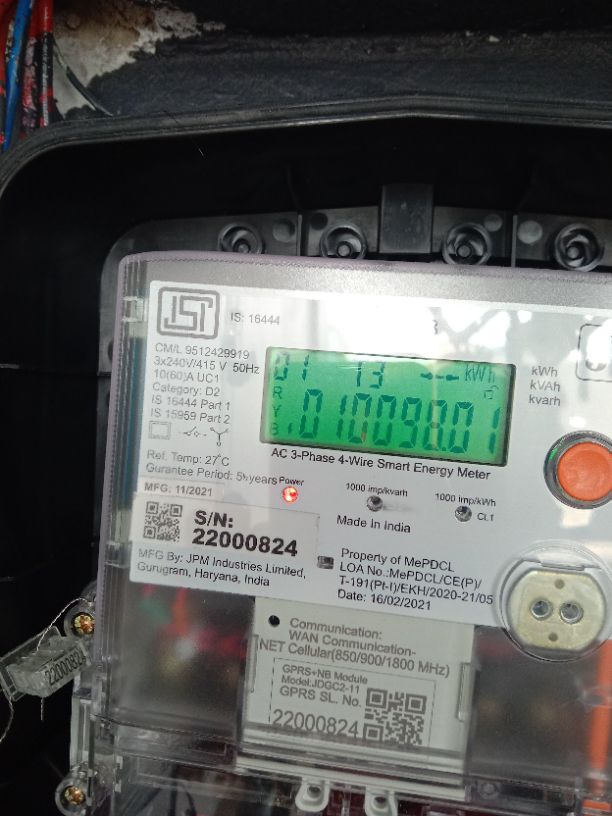 IS: 16444
CM/L 9512429919
3x240V/415 V 50Hz
10(60)A UC1
Category: D2
IS 16444 Part 1
IS 15959 Part 2
Ref. Temp: 27°C
Gurantee Period: 5½years
MFG: 11/2021
01 13 kWh
R
Y
B
010098.01
kWh
kVAh
kvarh
AC 3-Phase 4-Wire Smart Energy Meter
Power
1000 imp/kvarh
1000 imp/kWh
CL1
Made In India
S/N:
22000824
MFG By: JPM Industries Limited,
Gurugram, Haryana, India
Property of MePDCL
LOA No.:MePDCL/CE(P)/
T-191(Pt-I)/EKH/2020-21/05
Date: 16/02/2021
Communication:
WAN Communication-
NET Cellular(850/900/1800 MHz)
GPRS+NB Module
Model:JDGC2-11
GPRS SL. No.
22000824
22000824